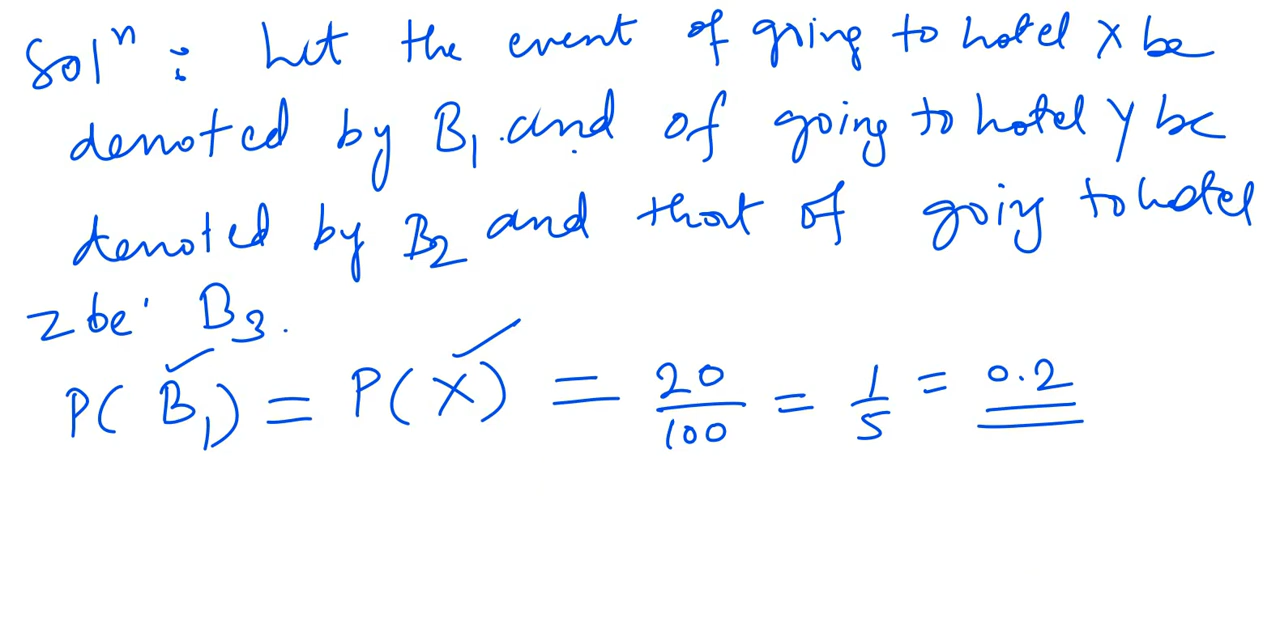 Solⁿ : Let the event of going to hotel X be
denoted by B₁ and of going to hotel Y be
denoted by B₂ and that of going to hotel
Z be B₃.
P(B₁) = P(X) = 20/100 = 1/5 = 0.2